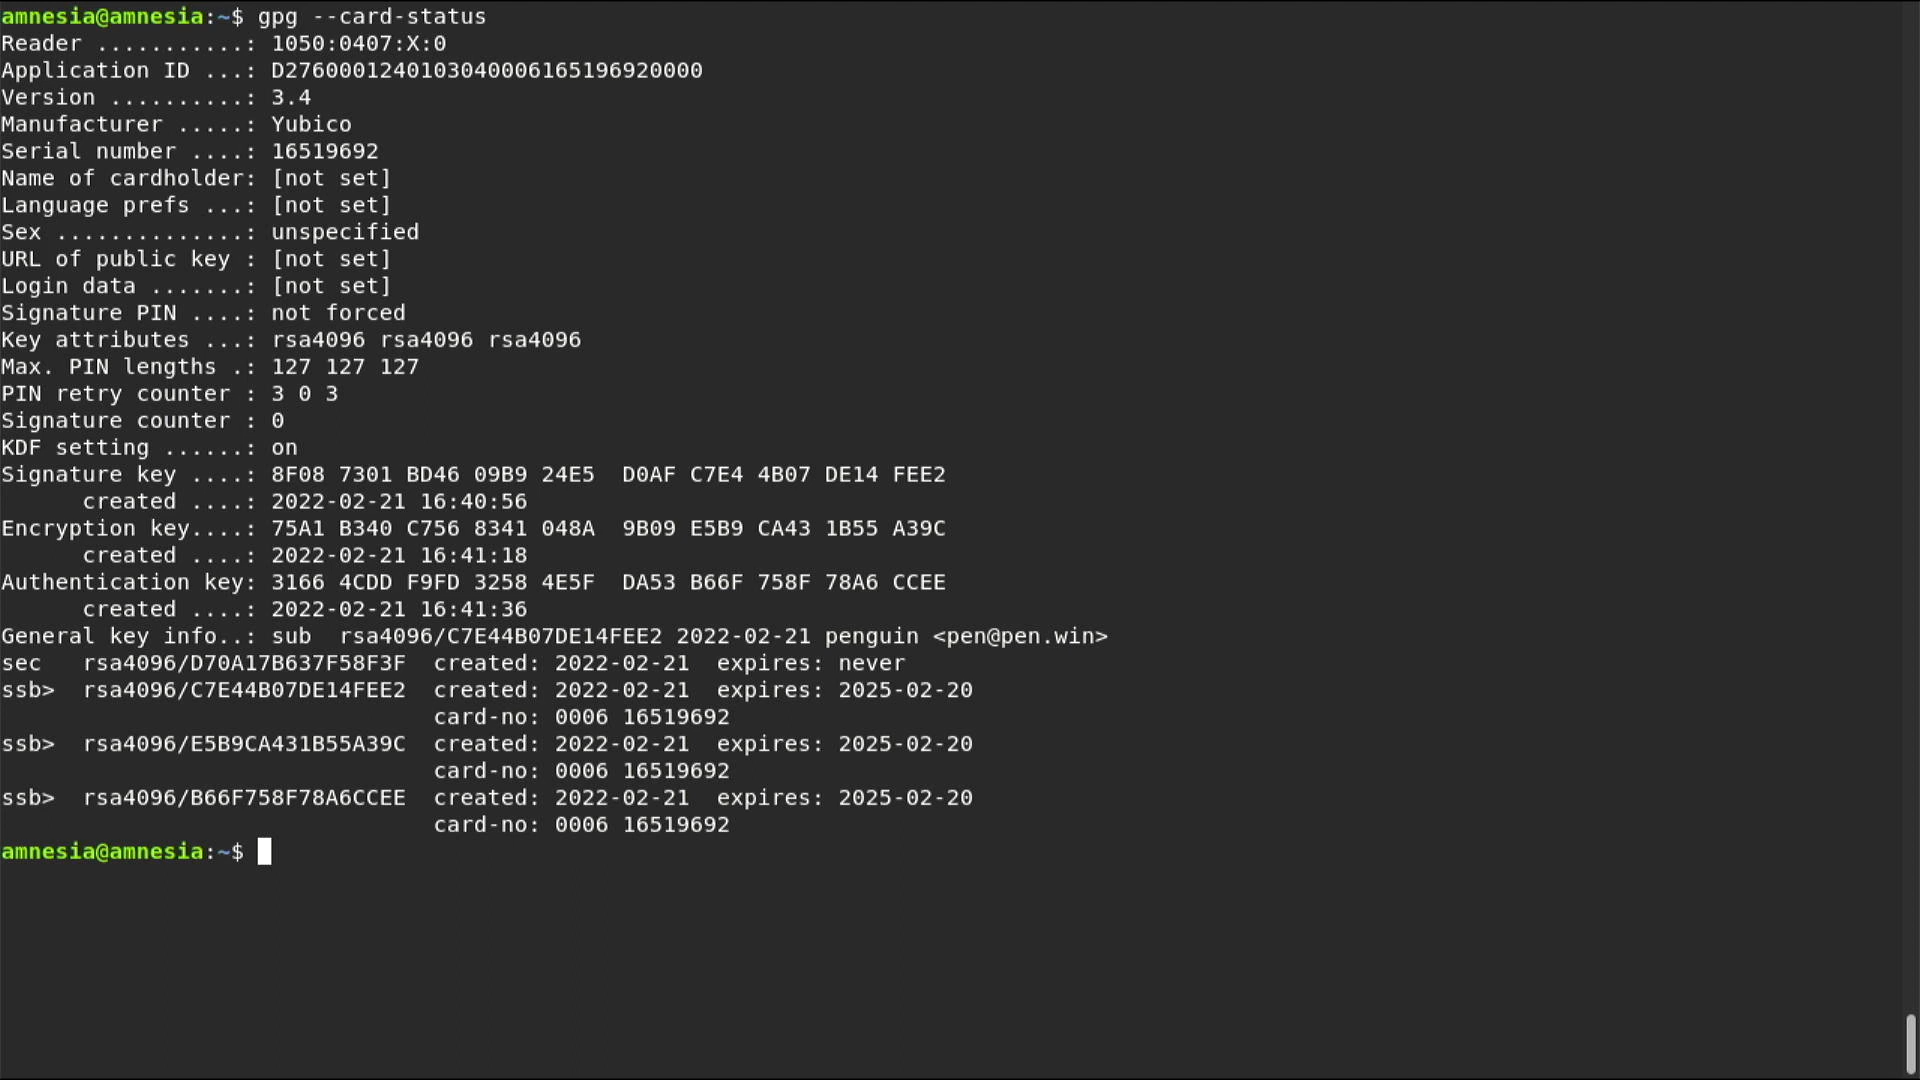 amnesia@amnesia:~$ gpg --card-status
Reader ...........: 1050:0407:X:0
Application ID ...: D2760001240103040006165196920000
Version ..........: 3.4
Manufacturer .....: Yubico
Serial number ....: 16519692
Name of cardholder: [not set]
Language prefs ...: [not set]
Sex ..............: unspecified
URL of public key : [not set]
Login data .......: [not set]
Signature PIN ....: not forced
Key attributes ...: rsa4096 rsa4096 rsa4096
Max. PIN lengths .: 127 127 127
PIN retry counter : 3 0 3
Signature counter : 0
KDF setting ......: on
Signature key ....: 8F08 7301 BD46 09B9 24E5  D0AF C7E4 4B07 DE14 FEE2
      created ....: 2022-02-21 16:40:56
Encryption key....: 75A1 B340 C756 8341 048A  9B09 E5B9 CA43 1B55 A39C
      created ....: 2022-02-21 16:41:18
Authentication key: 3166 4CDD F9FD 3258 4E5F  DA53 B66F 758F 78A6 CCEE
      created ....: 2022-02-21 16:41:36
General key info..: sub  rsa4096/C7E44B07DE14FEE2 2022-02-21 penguin <pen@pen.win>
sec   rsa4096/D70A17B637F58F3F  created: 2022-02-21  expires: never
ssb>  rsa4096/C7E44B07DE14FEE2  created: 2022-02-21  expires: 2025-02-20
                                card-no: 0006 16519692
ssb>  rsa4096/E5B9CA431B55A39C  created: 2022-02-21  expires: 2025-02-20
                                card-no: 0006 16519692
ssb>  rsa4096/B66F758F78A6CCEE  created: 2022-02-21  expires: 2025-02-20
                                card-no: 0006 16519692
amnesia@amnesia:~$